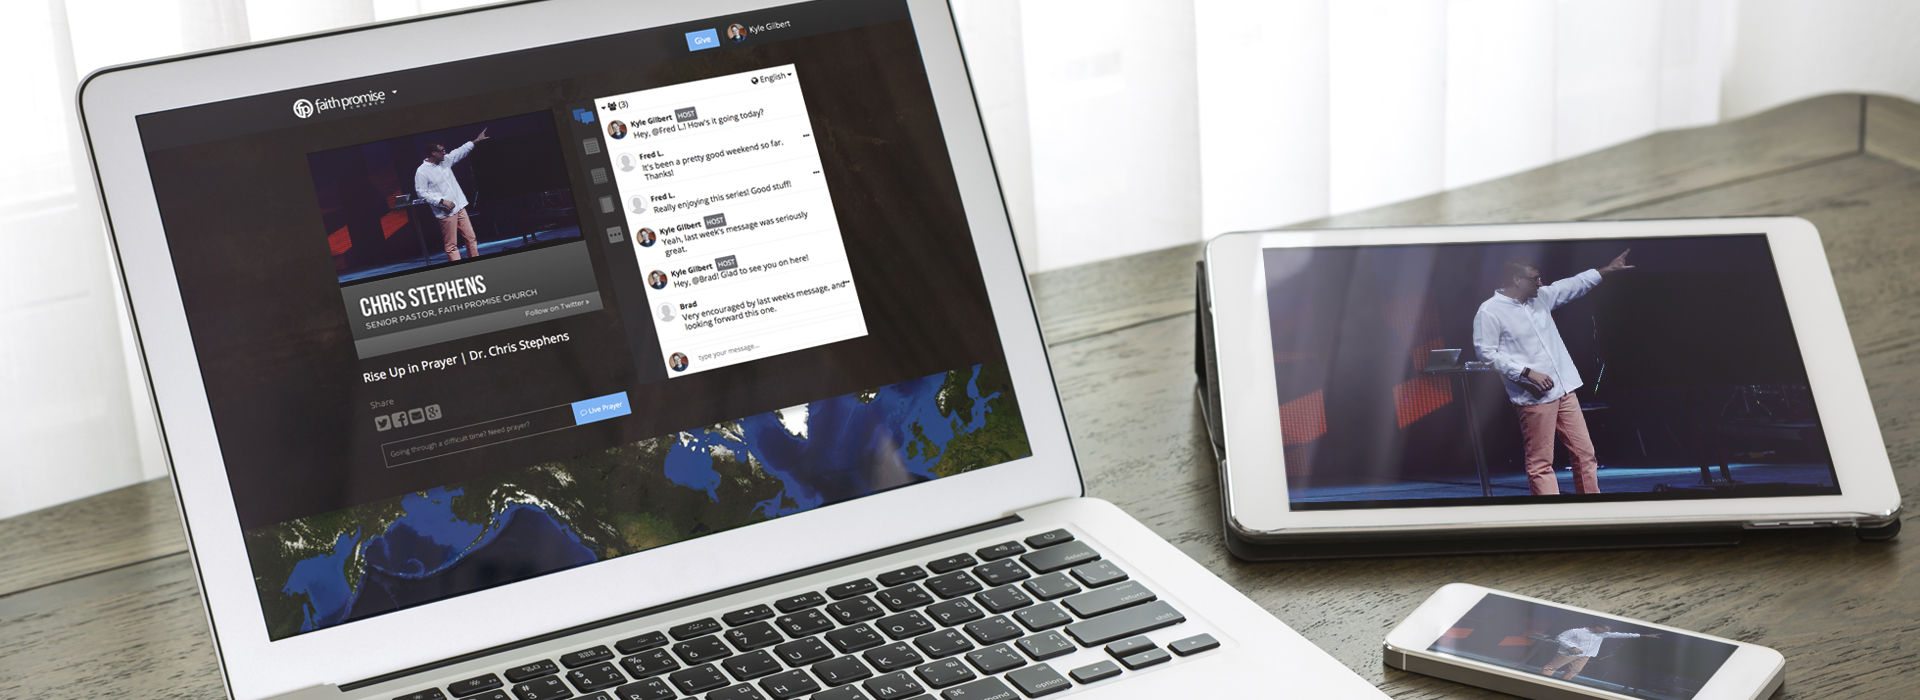 Give
Kyle Gilbert
fp faith promise
CHURCH
English
(3)
Kyle Gilbert HOST
Hey, @Fred L.! How's it going today?
Fred L.
It's been a pretty good weekend so far.
Thanks!
Fred L.
Really enjoying this series! Good stuff!
Kyle Gilbert HOST
Yeah, last week's message was seriously
great.
Kyle Gilbert HOST
Hey, @Brad! Glad to see you on here!
Brad
Very encouraged by last weeks message, and
looking forward this one.
type your message...
CHRIS STEPHENS
SENIOR PASTOR, FAITH PROMISE CHURCH
Follow on Twitter
Rise Up in Prayer | Dr. Chris Stephens
Share
Going through a difficult time? Need prayer?
Live Prayer
delete
return
shift
option